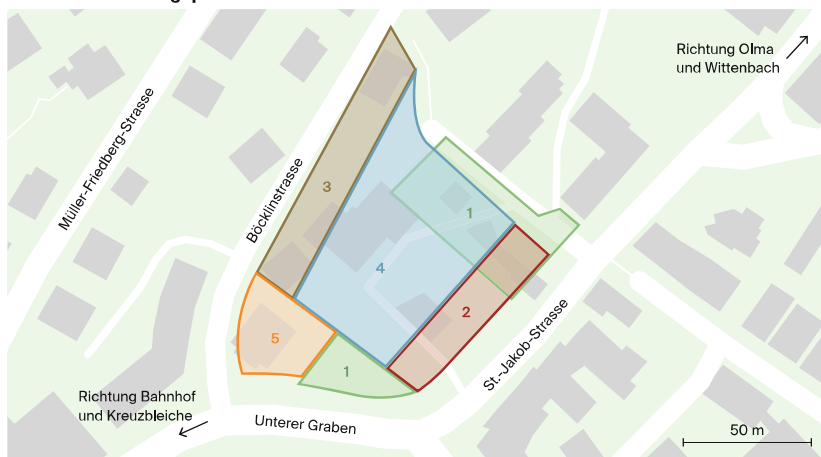 Richtung Olma
und Wittenbach
Müller-Friedberg-Strasse
Böcklinstrasse
3
1
4
2
5
1
St.-Jakob-Strasse
Richtung Bahnhof
und Kreuzbleiche
Unterer Graben
50 m